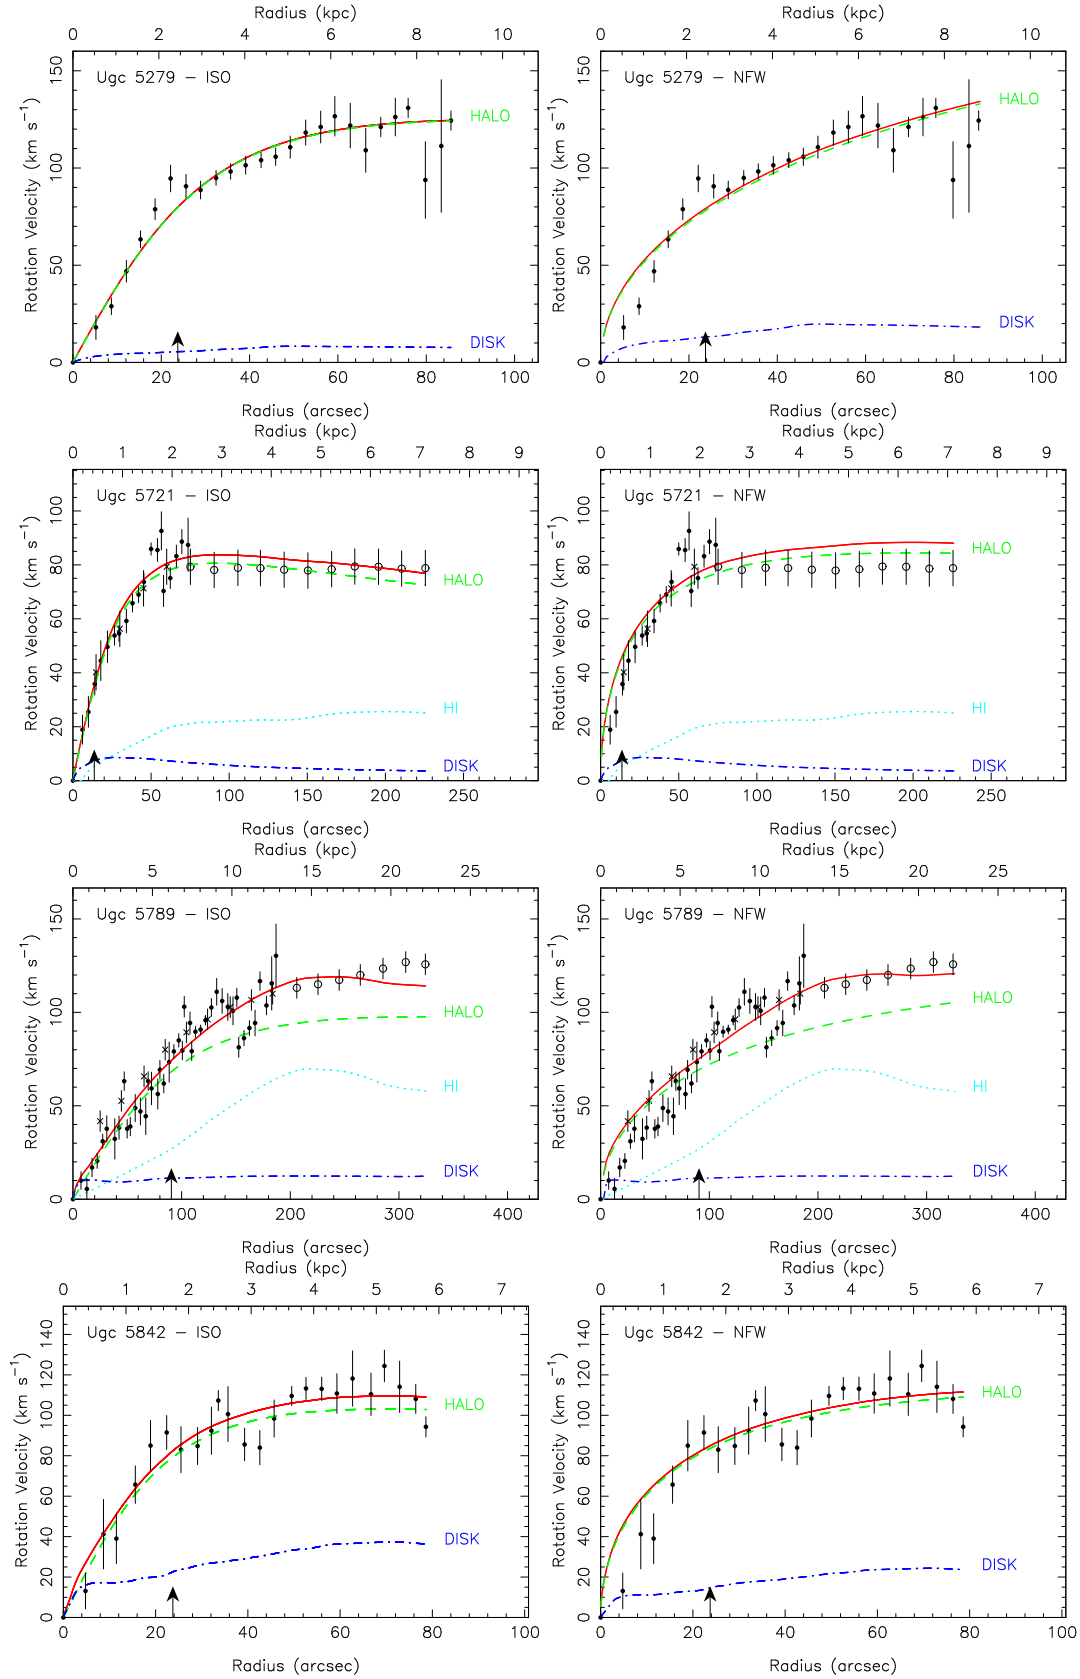 Radius (kpc) Radius (kpc)
0 2 4 6 8 10 0 2 4 6 8 10
Ugc 5279 – ISO Ugc 5279 – NFW
Rotation Velocity (km s⁻¹) Rotation Velocity (km s⁻¹)
0 50 100 150 0 50 100 150
HALO HALO
DISK DISK
0 20 40 60 80 100 0 20 40 60 80 100
Radius (arcsec) Radius (arcsec)
Radius (kpc) Radius (kpc)
0 1 2 3 4 5 6 7 8 9 0 1 2 3 4 5 6 7 8 9
Ugc 5721 – ISO Ugc 5721 – NFW
Rotation Velocity (km s⁻¹) Rotation Velocity (km s⁻¹)
0 20 40 60 80 100 0 20 40 60 80 100
HALO HALO
HI HI
DISK DISK
0 50 100 150 200 250 0 50 100 150 200 250
Radius (arcsec) Radius (arcsec)
Radius (kpc) Radius (kpc)
0 5 10 15 20 25 0 5 10 15 20 25
Ugc 5789 – ISO Ugc 5789 – NFW
Rotation Velocity (km s⁻¹) Rotation Velocity (km s⁻¹)
0 50 100 150 0 50 100 150
HALO HALO
HI HI
DISK DISK
0 100 200 300 400 0 100 200 300 400
Radius (arcsec) Radius (arcsec)
Radius (kpc) Radius (kpc)
0 1 2 3 4 5 6 7 0 1 2 3 4 5 6 7
Ugc 5842 – ISO Ugc 5842 – NFW
Rotation Velocity (km s⁻¹) Rotation Velocity (km s⁻¹)
0 20 40 60 80 100 120 140 0 20 40 60 80 100 120 140
HALO HALO
DISK DISK
0 20 40 60 80 100 0 20 40 60 80 100
Radius (arcsec) Radius (arcsec)